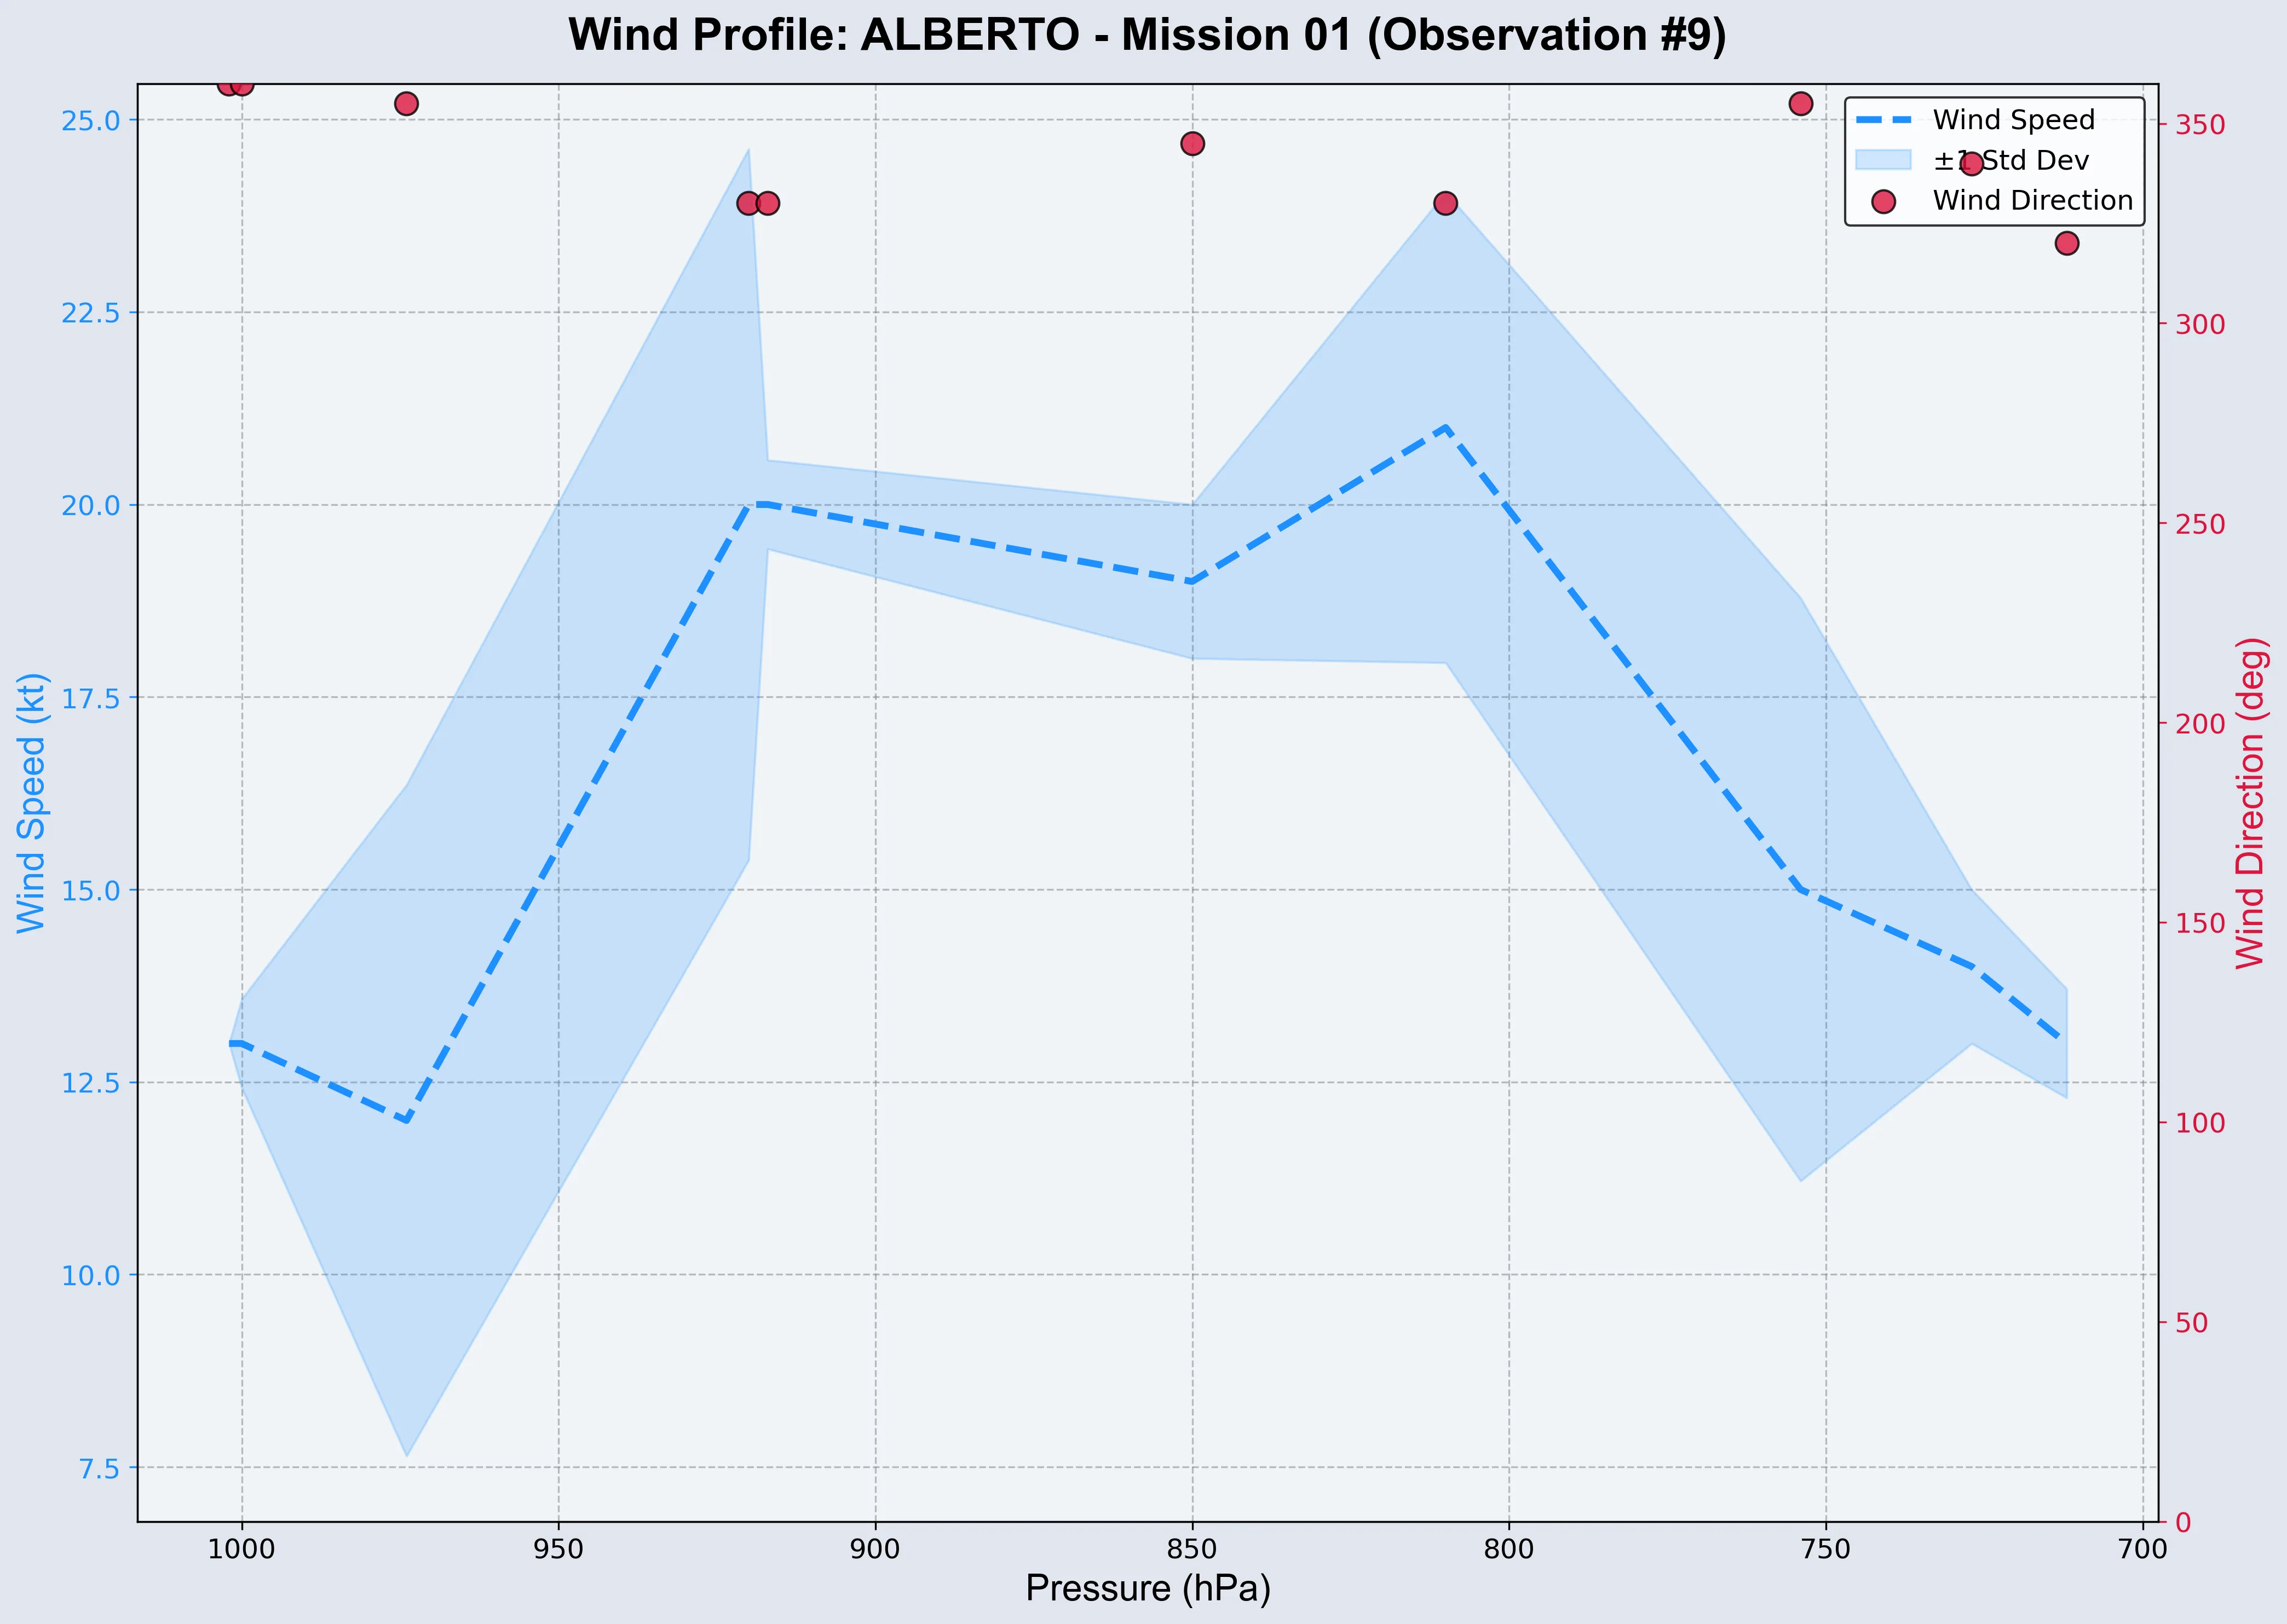 Wind Profile: ALBERTO - Mission 01 (Observation #9)
Wind Speed (kt)
25.0
22.5
20.0
17.5
15.0
12.5
10.0
7.5
Wind Speed
±1 Std Dev
Wind Direction
350
300
250
200
150
100
50
0
Wind Direction (deg)
1000 950 900 850 800 750 700
Pressure (hPa)